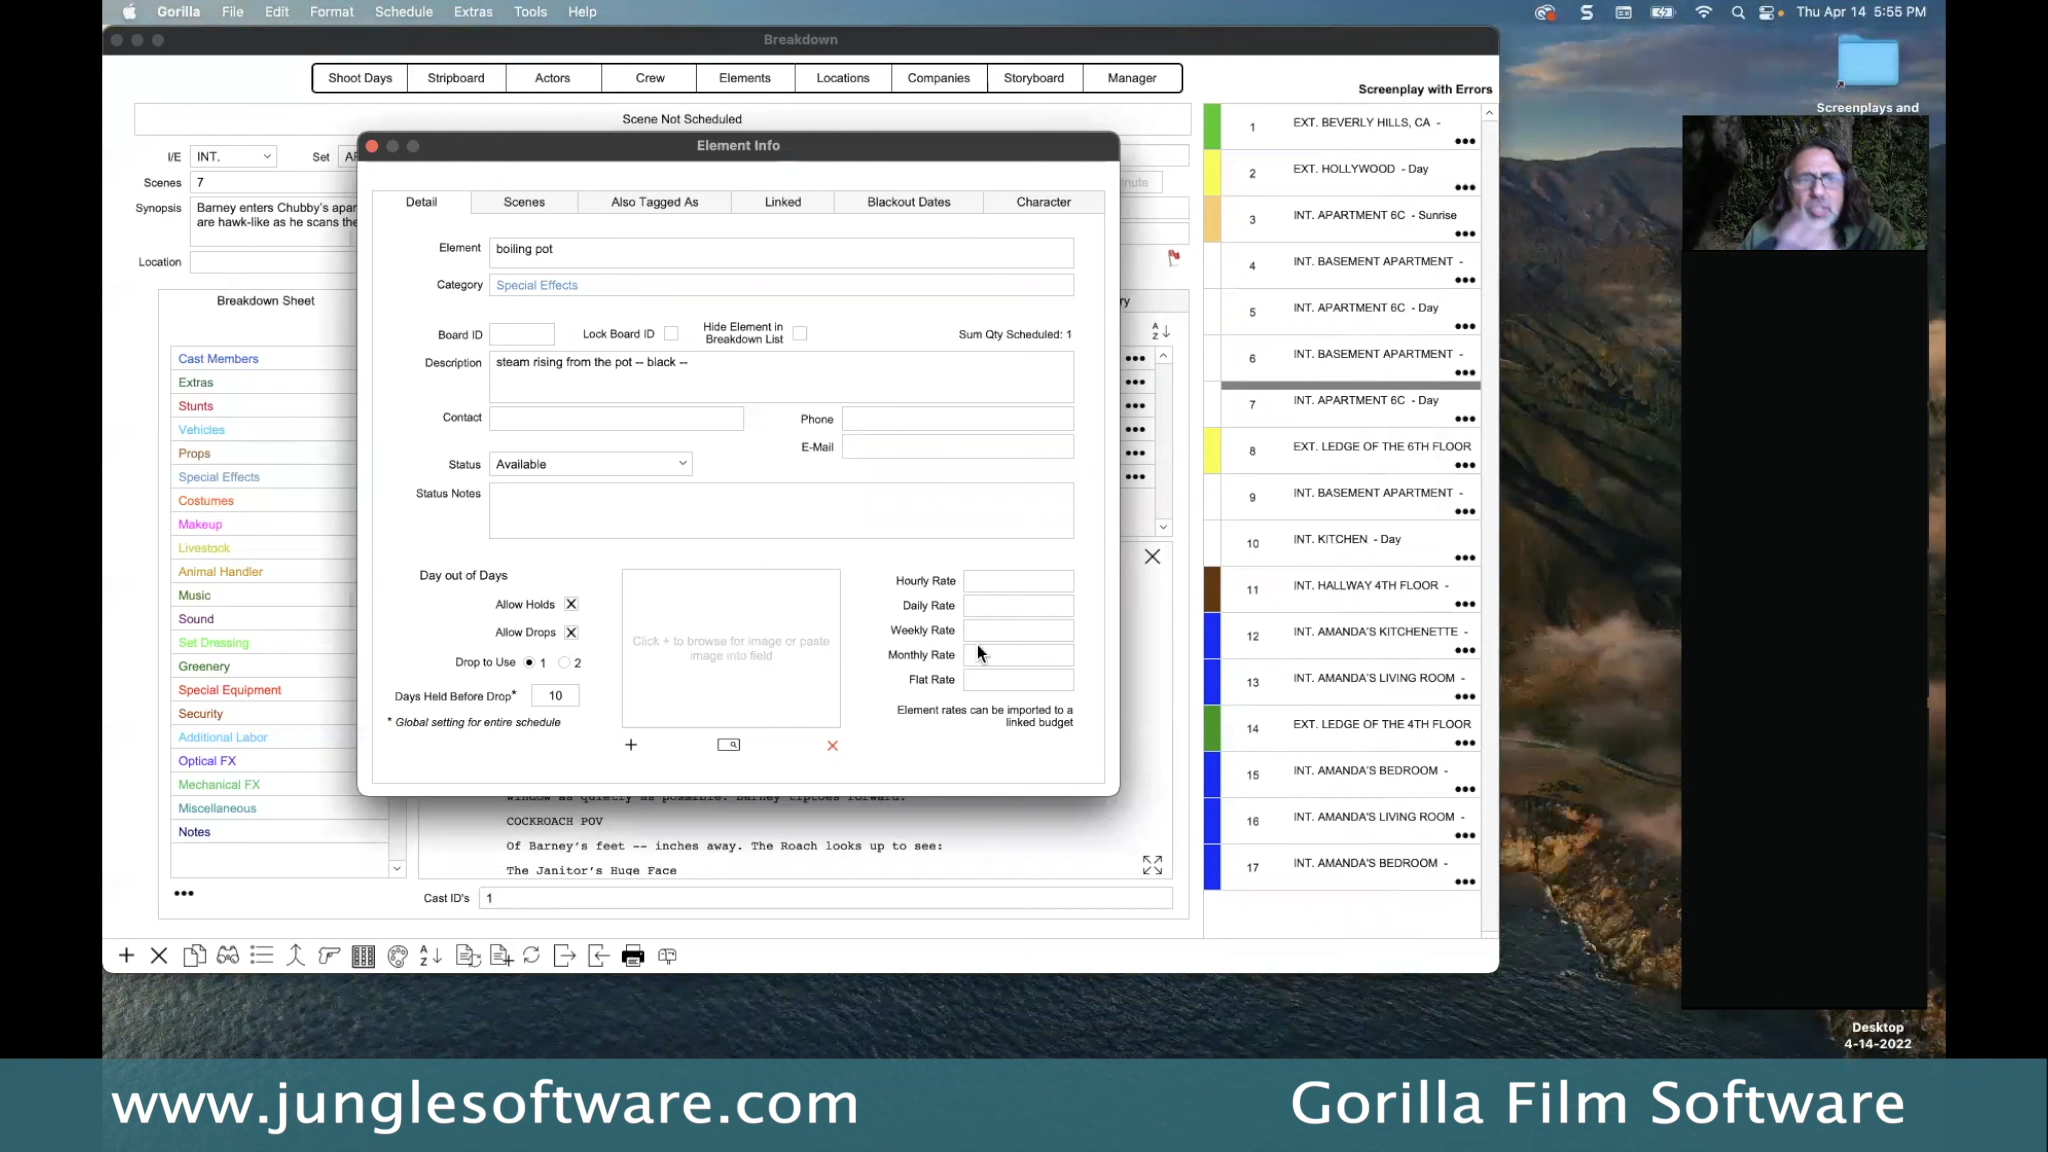 Gorilla File Edit Format Schedule Extras Tools Help
Thu Apr 14 5:55 PM
Breakdown
Shoot Days Stripboard Actors Crew Elements Locations Companies Storyboard Manager
Screenplay with Errors
Scene Not Scheduled
I/E INT. Set
Scenes 7
Synopsis Barney enters Chubby's
are hawk-like as he scans
Location
Breakdown Sheet
Cast Members
Extras
Stunts
Vehicles
Props
Special Effects
Costumes
Makeup
Livestock
Animal Handler
Music
Sound
Set Dressing
Greenery
Special Equipment
Security
Additional Labor
Optical FX
Mechanical FX
Miscellaneous
Notes
Element Info
Detail Scenes Also Tagged As Linked Blackout Dates Character
Element boiling pot
Category Special Effects
Board ID Lock Board ID Hide Element in
Breakdown List
Sum Qty Scheduled: 1
Description steam rising from the pot -- black --
Contact
Phone
E-Mail
Status Available
Status Notes
Day out of Days
Allow Holds X
Allow Drops X
Drop to Use 1 2
Days Held Before Drop* 10
* Global setting for entire schedule
Click + to browse for image or paste
image into field
Hourly Rate
Daily Rate
Weekly Rate
Monthly Rate
Flat Rate
Element rates can be imported to a
linked budget
window as quietly as possible. Barney tiptoes forward.
COCKROACH POV
Of Barney's feet -- inches away. The Roach looks up to see:
The Janitor's Huge Face
Cast ID's 1
1 EXT. BEVERLY HILLS, CA -
2 EXT. HOLLYWOOD - Day
3 INT. APARTMENT 6C - Sunrise
4 INT. BASEMENT APARTMENT -
5 INT. APARTMENT 6C - Day
6 INT. BASEMENT APARTMENT -
7 INT. APARTMENT 6C - Day
8 EXT. LEDGE OF THE 6TH FLOOR
9 INT. BASEMENT APARTMENT -
10 INT. KITCHEN - Day
11 INT. HALLWAY 4TH FLOOR -
12 INT. AMANDA'S KITCHENETTE -
13 INT. AMANDA'S LIVING ROOM -
14 EXT. LEDGE OF THE 4TH FLOOR
15 INT. AMANDA'S BEDROOM -
16 INT. AMANDA'S LIVING ROOM -
17 INT. AMANDA'S BEDROOM -
Screenplays and
Desktop
4-14-2022
www.junglesoftware.com
Gorilla Film Software